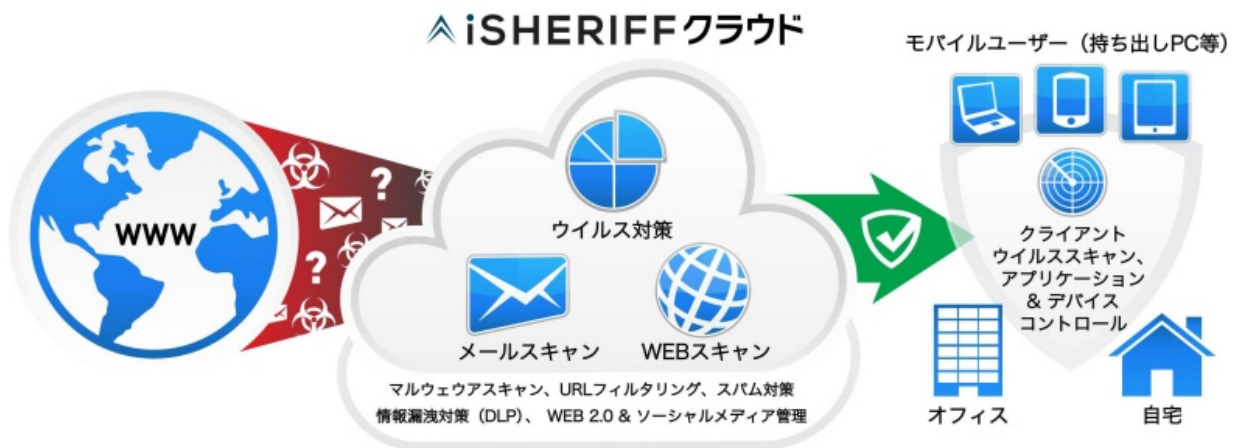 iSHERIFFクラウド
モバイルユーザー（持ち出しPC等）
WWW
?
?
ウイルス対策
メールスキャン
WEBスキャン
マルウェウアスキャン、URLフィルタリング、スパム対策
情報漏洩対策（DLP）、 WEB 2.0 & ソーシャルメディア管理
クライアント
ウイルススキャン、
アプリケーション
& デバイス
コントロール
オフィス
自宅